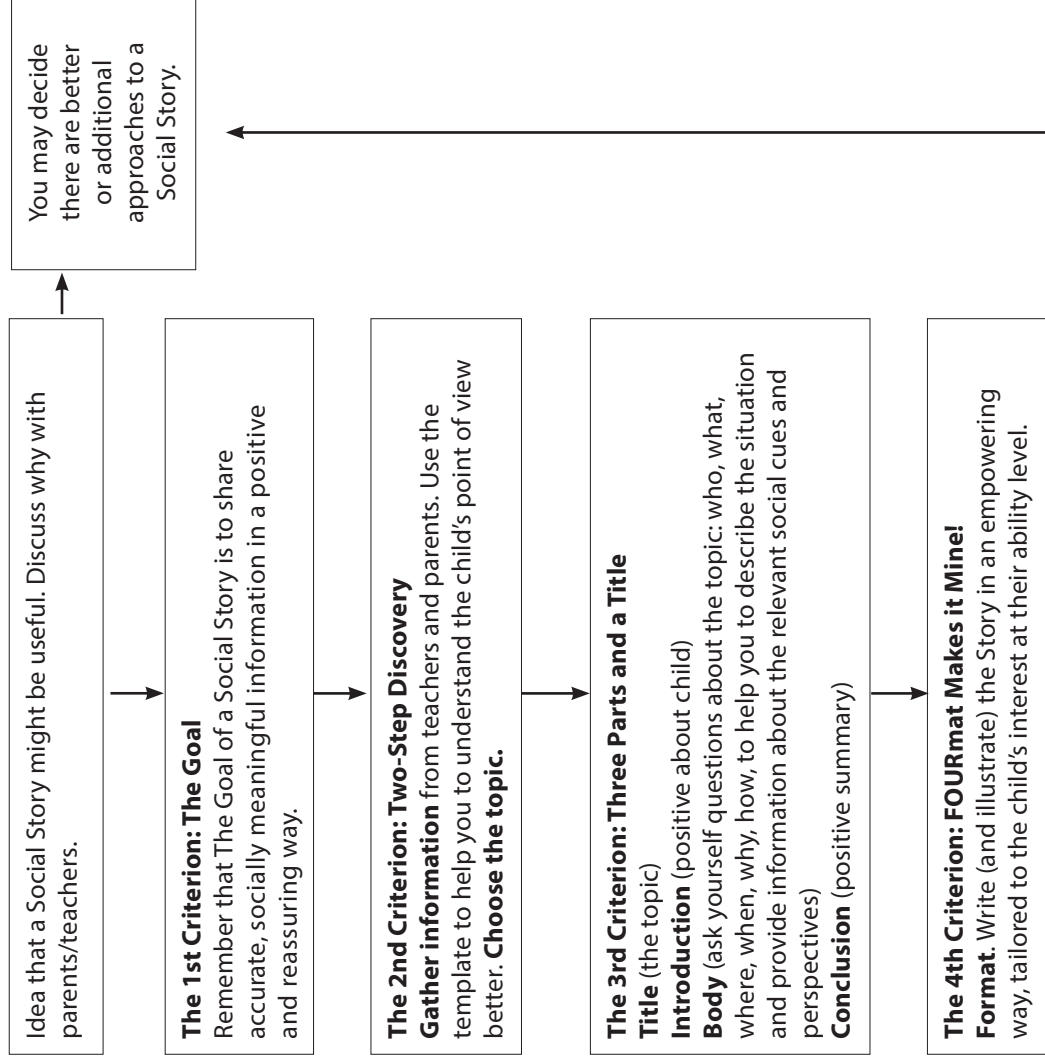 Idea that a Social Story might be useful. Discuss why with
parents/teachers.
You may decide
there are better
or additional
approaches to a
Social Story.
The 1st Criterion: The Goal
Remember that The Goal of a Social Story is to share
accurate, socially meaningful information in a positive
and reassuring way.
The 2nd Criterion: Two-Step Discovery
Gather information from teachers and parents. Use the
template to help you to understand the child's point of view
better. Choose the topic.
The 3rd Criterion: Three Parts and a Title
Title (the topic)
Introduction (positive about child)
Body (ask yourself questions about the topic: who, what,
where, when, why, how, to help you to describe the situation
and provide information about the relevant social cues and
perspectives)
Conclusion (positive summary)
The 4th Criterion: FOURmat Makes it Mine!
Format. Write (and illustrate) the Story in an empowering
way, tailored to the child's interest at their ability level.